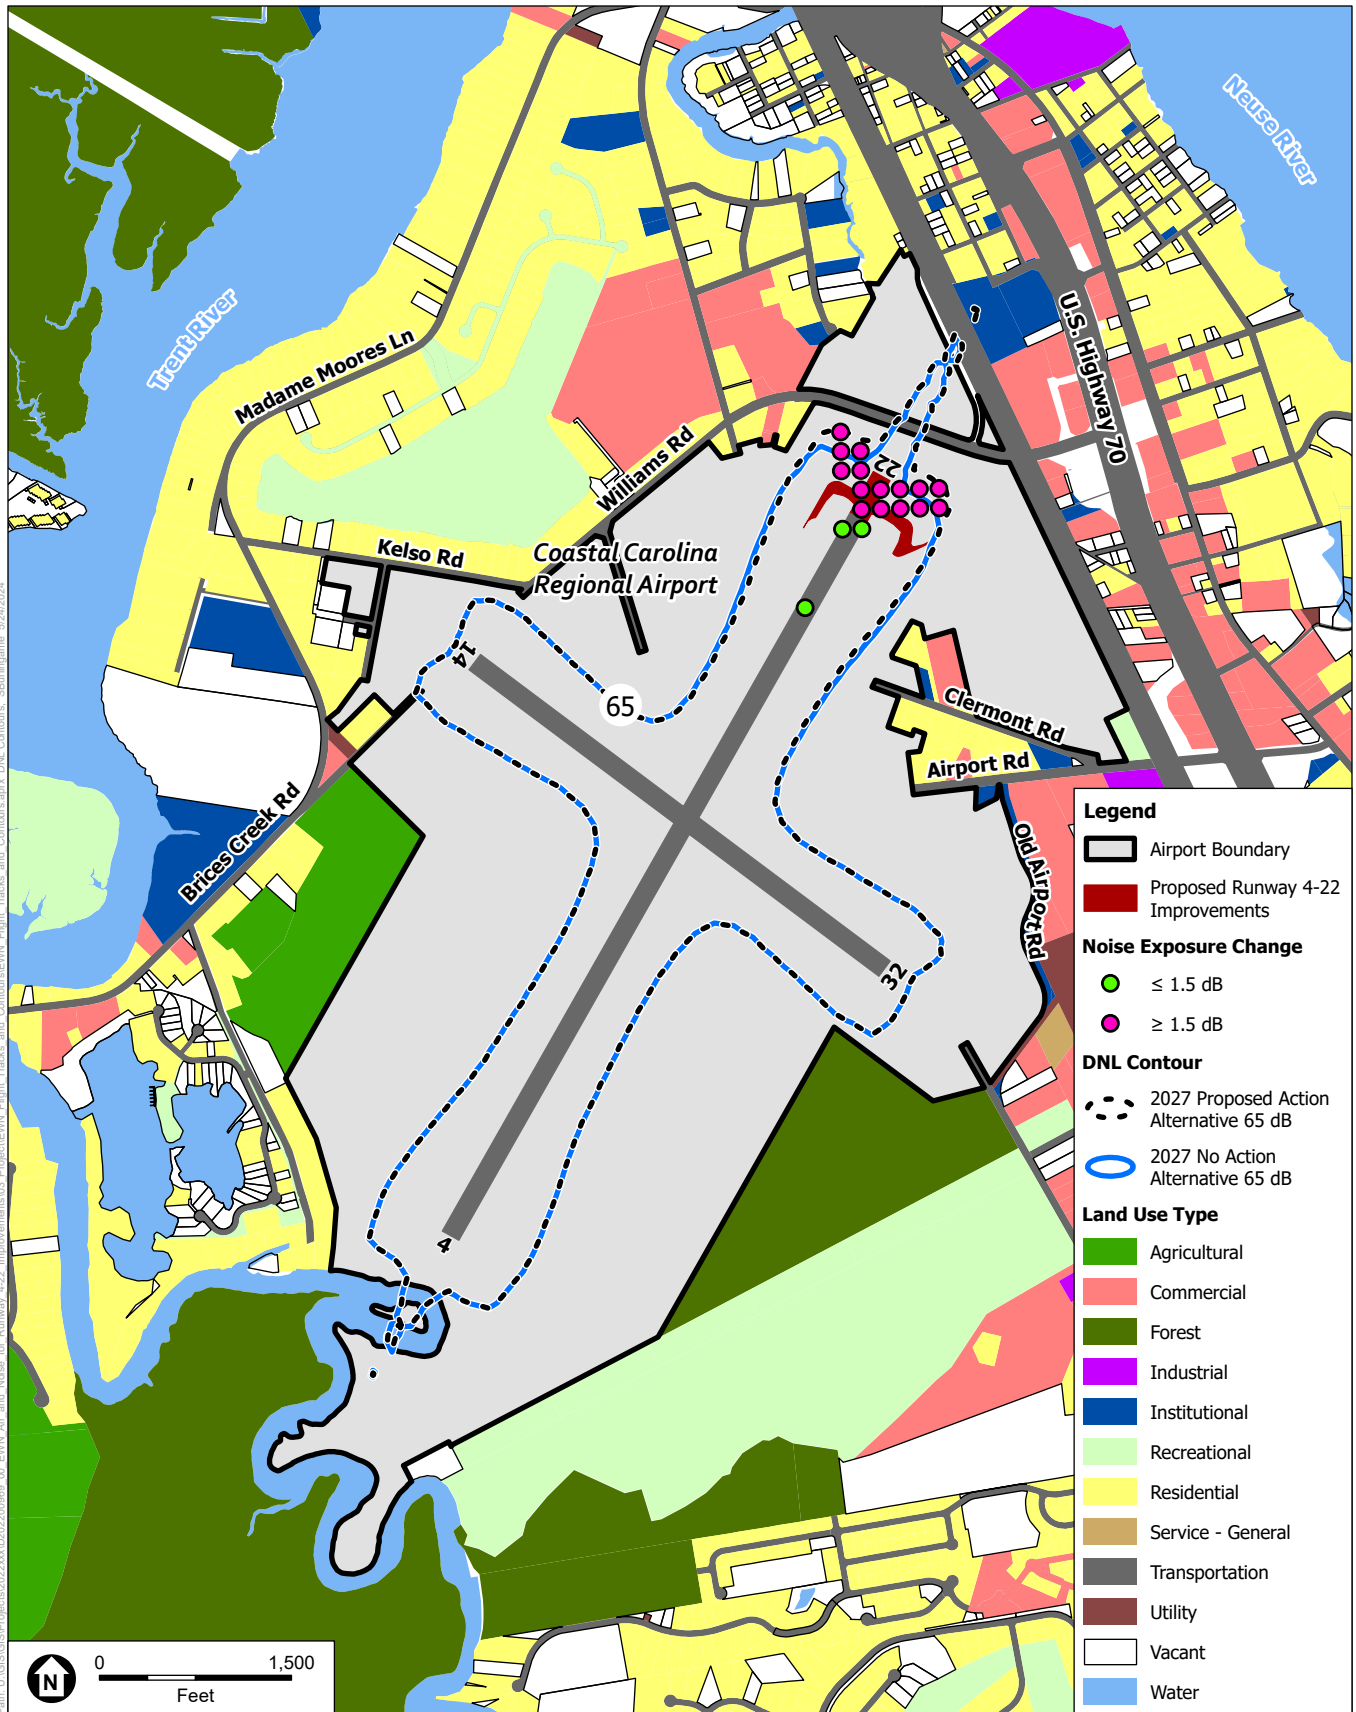 Neuse River
Trent River
Madame Moores Ln
U.S. Highway 70
Williams Rd
22
Kelso Rd
Coastal Carolina
Regional Airport
14
65
Clermont Rd
Airport Rd
Brices Creek Rd
Old Airport Rd
32
4
Legend
Airport Boundary
Proposed Runway 4-22
Improvements
Noise Exposure Change
≤ 1.5 dB
≥ 1.5 dB
DNL Contour
2027 Proposed Action
Alternative 65 dB
2027 No Action
Alternative 65 dB
Land Use Type
Agricultural
Commercial
Forest
Industrial
Institutional
Recreational
Residential
Service - General
Transportation
Utility
Vacant
Water
N
0 1,500
Feet